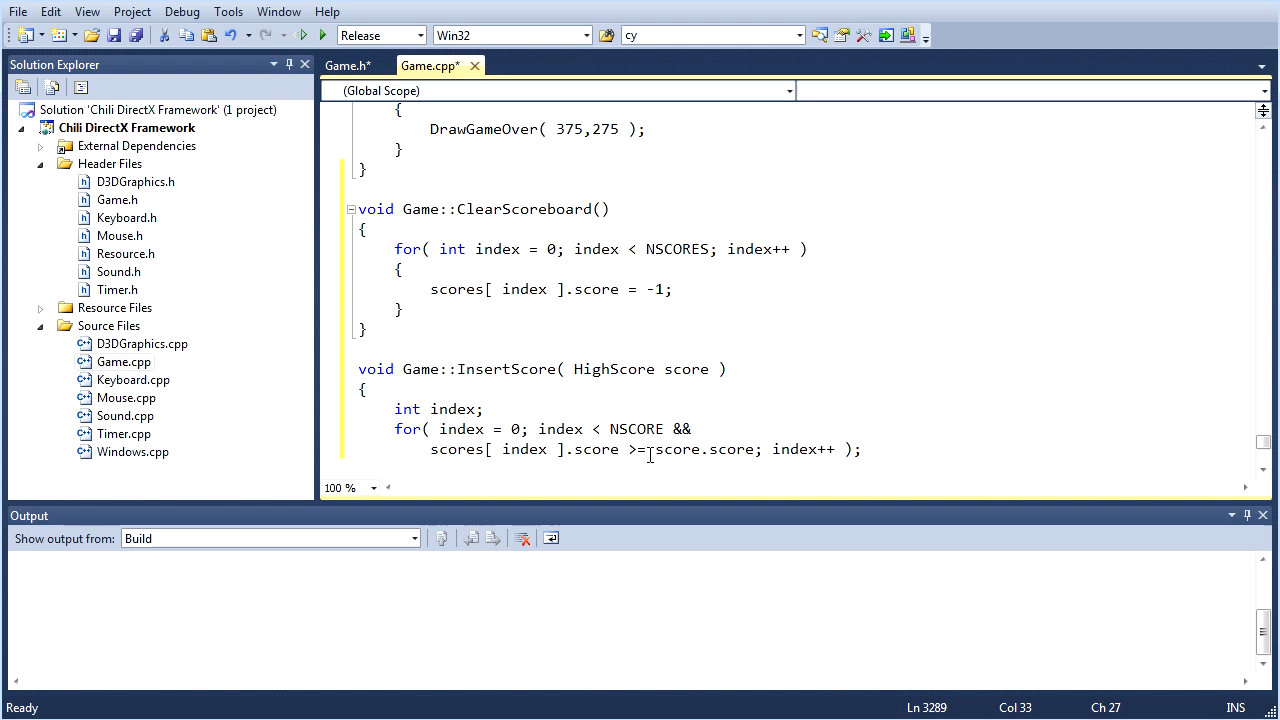 File Edit View Project Debug Tools Window Help
Release Win32 cy
Solution Explorer
Game.h* Game.cpp*
(Global Scope)
Solution 'Chili DirectX Framework' (1 project)
Chili DirectX Framework
External Dependencies
Header Files
D3DGraphics.h
Game.h
Keyboard.h
Mouse.h
Resource.h
Sound.h
Timer.h
Resource Files
Source Files
D3DGraphics.cpp
Game.cpp
Keyboard.cpp
Mouse.cpp
Sound.cpp
Timer.cpp
Windows.cpp
{
DrawGameOver( 375,275 );
}
}
void Game::ClearScoreboard()
{
for( int index = 0; index < NSCORES; index++ )
{
scores[ index ].score = -1;
}
}
void Game::InsertScore( HighScore score )
{
int index;
for( index = 0; index < NSCORE &&
scores[ index ].score >= score.score; index++ );
100 %
Output
Show output from: Build
Ready Ln 3289 Col 33 Ch 27 INS